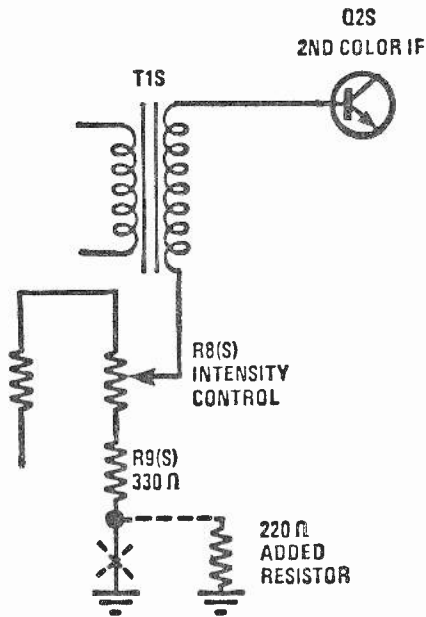 Q2S
2ND COLOR IF
T1S
R8(S)
INTENSITY
CONTROL
R9(S)
330 Ω
220 Ω
ADDED
RESISTOR